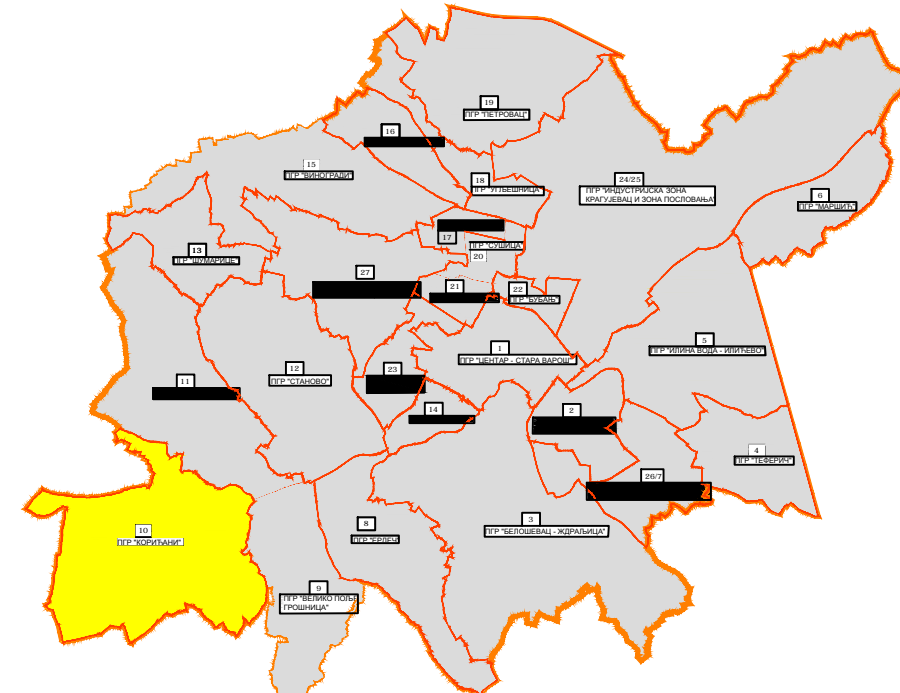 19
ПГР "ПЕТРОВАЦ"
16
15
ПГР "ВИНОГРАДИ"
18
ПГР "УГЉЕШНИЦА"
24/25
ПГР "ИНДУСТРИЈСКА ЗОНА
КРАГУЈЕВАЦ И ЗОНА ПОСЛОВАЊА"
6
ПГР "МАРШИЋ"
17
ПГР "СУШИЦА"
20
13
ПГР "ШУМАРИЦЕ"
27
21
22
ПГР "БУБАЊ"
1
ПГР "ЦЕНТАР - СТАРА ВАРОШ"
5
ПГР "ИЛИНА ВОДА - ИЛИЋЕВО"
12
ПГР "СТАНОВО"
11
23
14
2
4
ПГР "ТЕФЕРИЧ"
26/7
3
ПГР "БЕЛОШЕВАЦ - ЖДРАЉИЦА"
8
ПГР "ЕРДЕЧ"
10
ПГР "КОРИЋАНИ"
9
ПГР "ВЕЛИКО ПОЉЕ
ГРОШНИЦА"